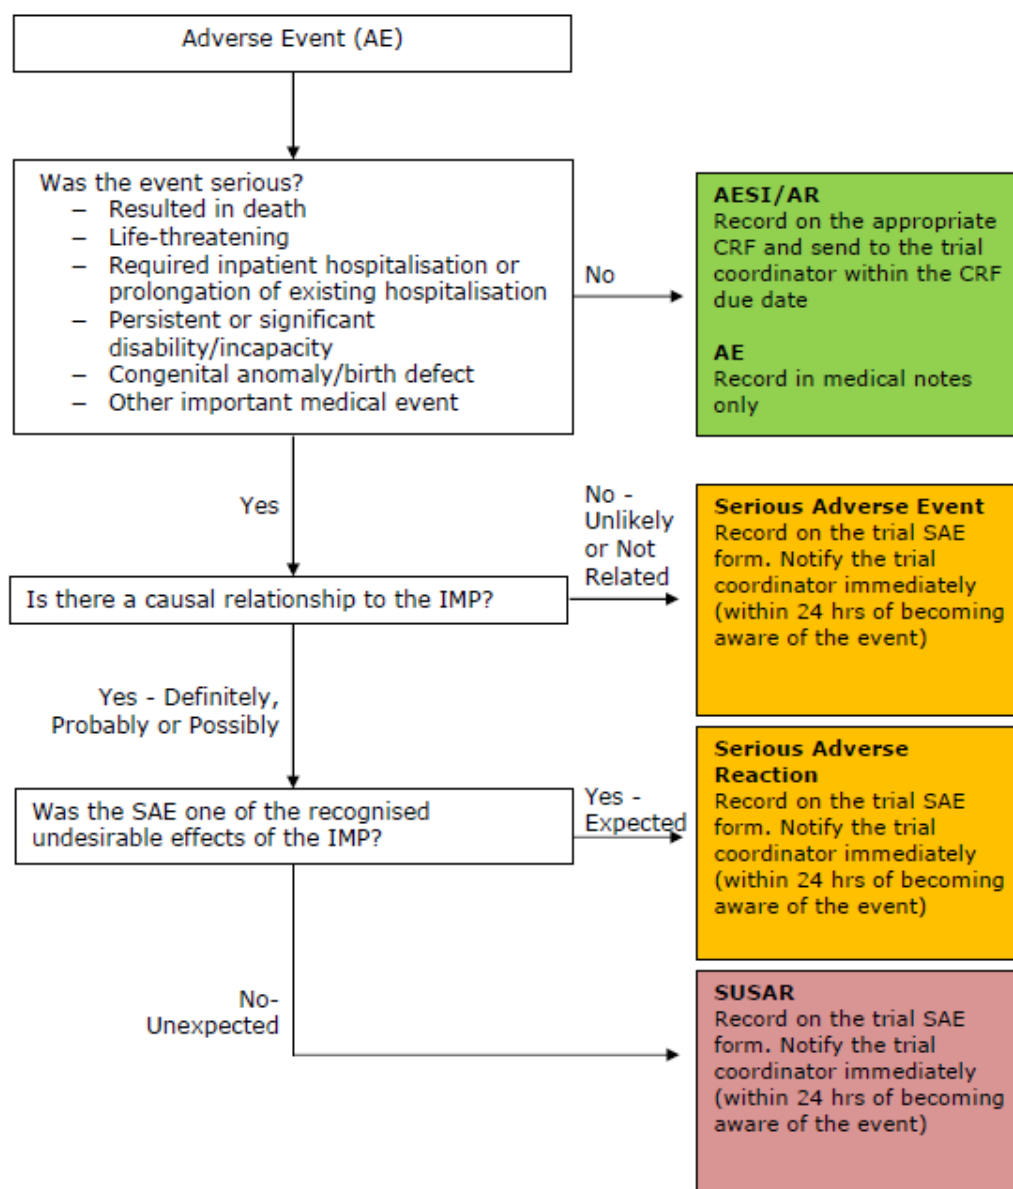 Adverse Event (AE)
Was the event serious?
– Resulted in death
– Life-threatening
– Required inpatient hospitalisation or
prolongation of existing hospitalisation
– Persistent or significant
disability/incapacity
– Congenital anomaly/birth defect
– Other important medical event
No
AESI/AR
Record on the appropriate
CRF and send to the trial
coordinator within the CRF
due date
AE
Record in medical notes
only
Yes
No -
Unlikely
or Not
Related
Serious Adverse Event
Record on the trial SAE
form. Notify the trial
coordinator immediately
(within 24 hrs of becoming
aware of the event)
Is there a causal relationship to the IMP?
Yes - Definitely,
Probably or Possibly
Serious Adverse
Reaction
Record on the trial SAE
form. Notify the trial
coordinator immediately
(within 24 hrs of becoming
aware of the event)
Was the SAE one of the recognised
undesirable effects of the IMP?
Yes -
Expected
No-
Unexpected
SUSAR
Record on the trial SAE
form. Notify the trial
coordinator immediately
(within 24 hrs of becoming
aware of the event)